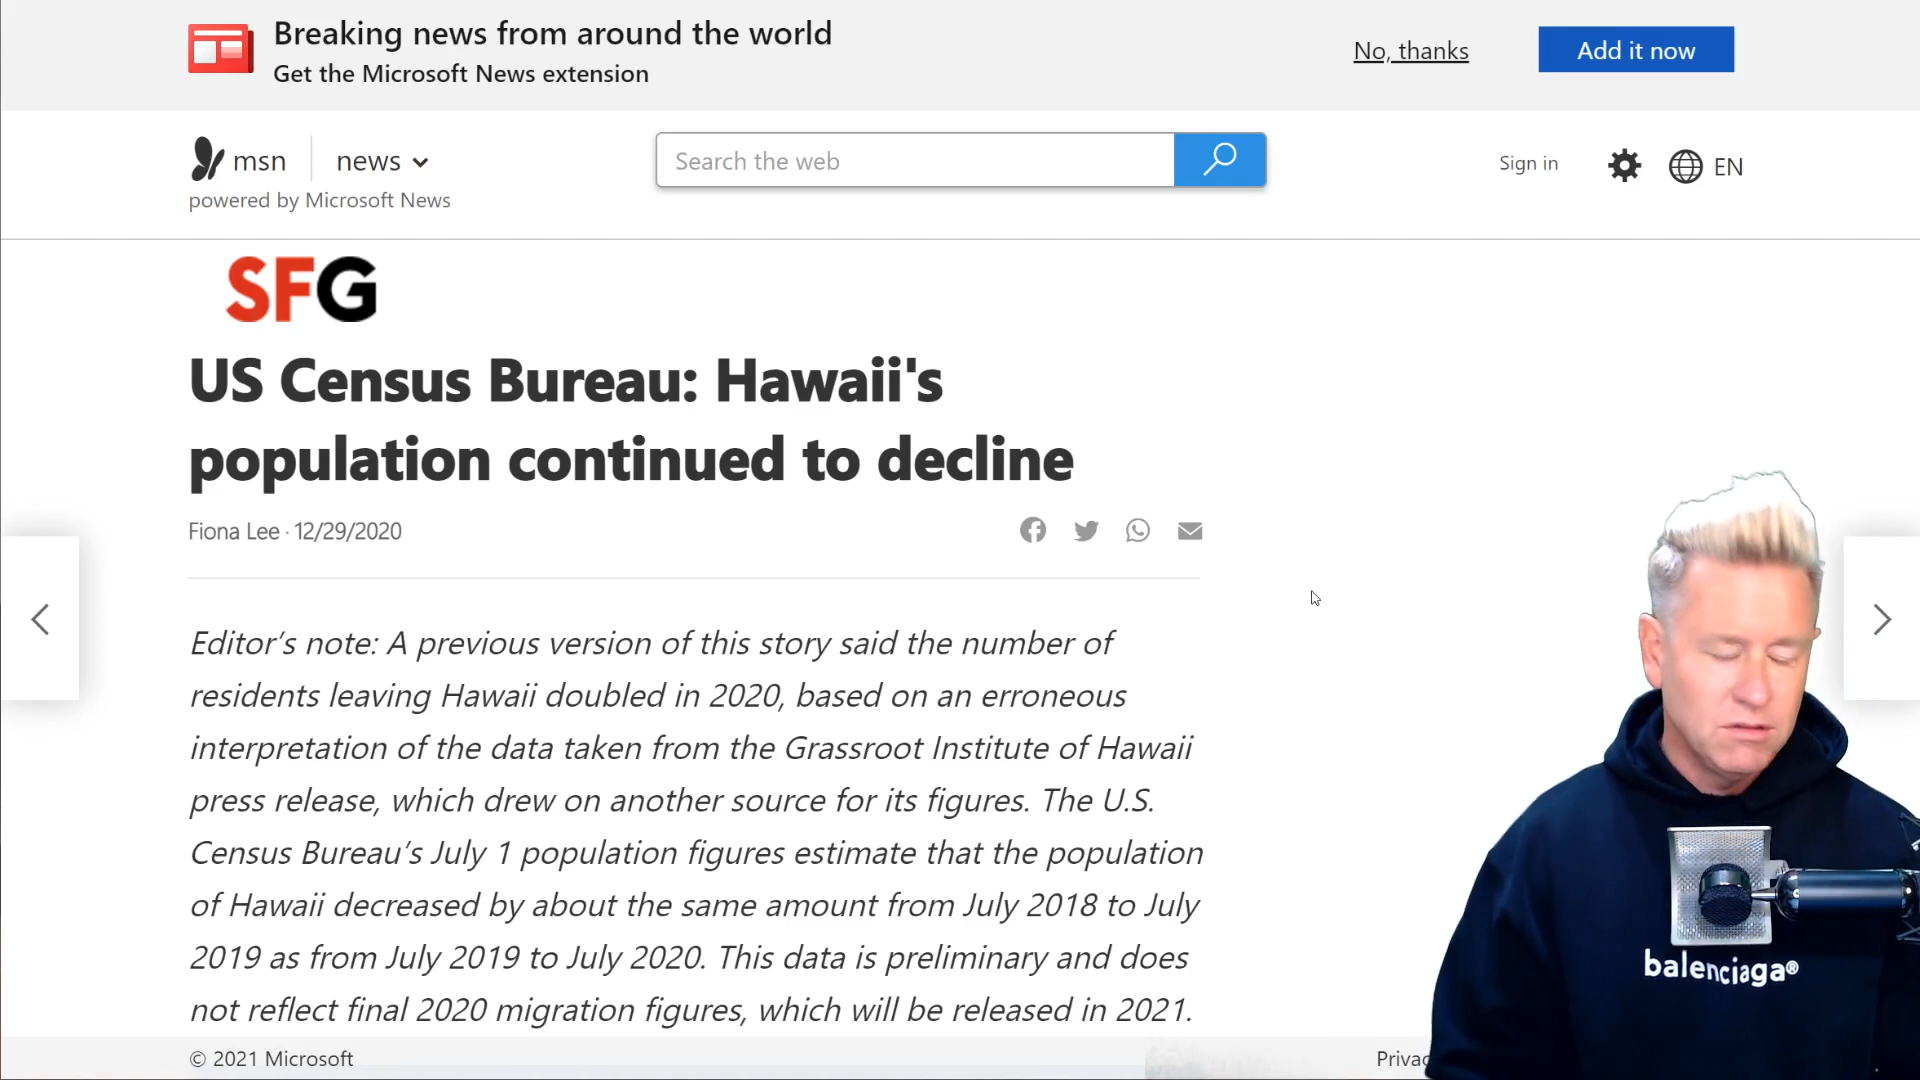 Breaking news from around the world
Get the Microsoft News extension
No, thanks
Add it now
msn
news
powered by Microsoft News
Search the web
Sign in
EN
SFG
US Census Bureau: Hawaii's
population continued to decline
Fiona Lee · 12/29/2020
Editor’s note: A previous version of this story said the number of
residents leaving Hawaii doubled in 2020, based on an erroneous
interpretation of the data taken from the Grassroot Institute of Hawaii
press release, which drew on another source for its figures. The U.S.
Census Bureau’s July 1 population figures estimate that the population
of Hawaii decreased by about the same amount from July 2018 to July
2019 as from July 2019 to July 2020. This data is preliminary and does
not reflect final 2020 migration figures, which will be released in 2021.
balenciaga®
© 2021 Microsoft